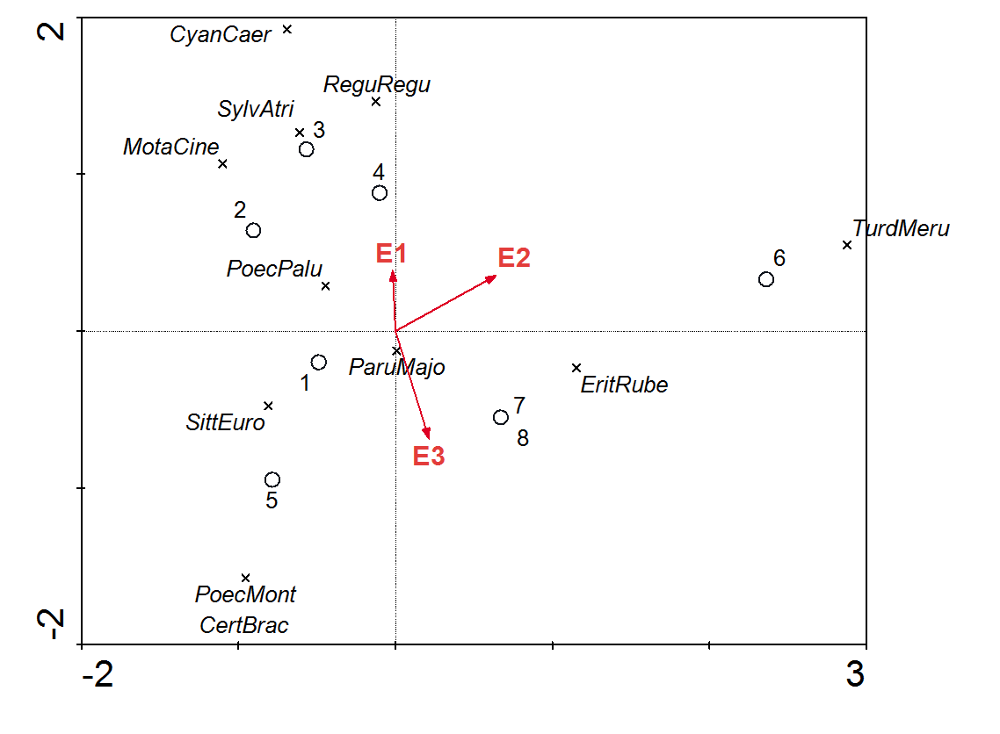 2
CyanCaer
ReguRegu
SylvAtri
3
MotaCine
4
2
TurdMeru
E1
E2
6
PoecPalu
ParuMajo
1
EritRube
7
SittEuro
8
E3
5
PoecMont
CertBrac
-2
-2
3